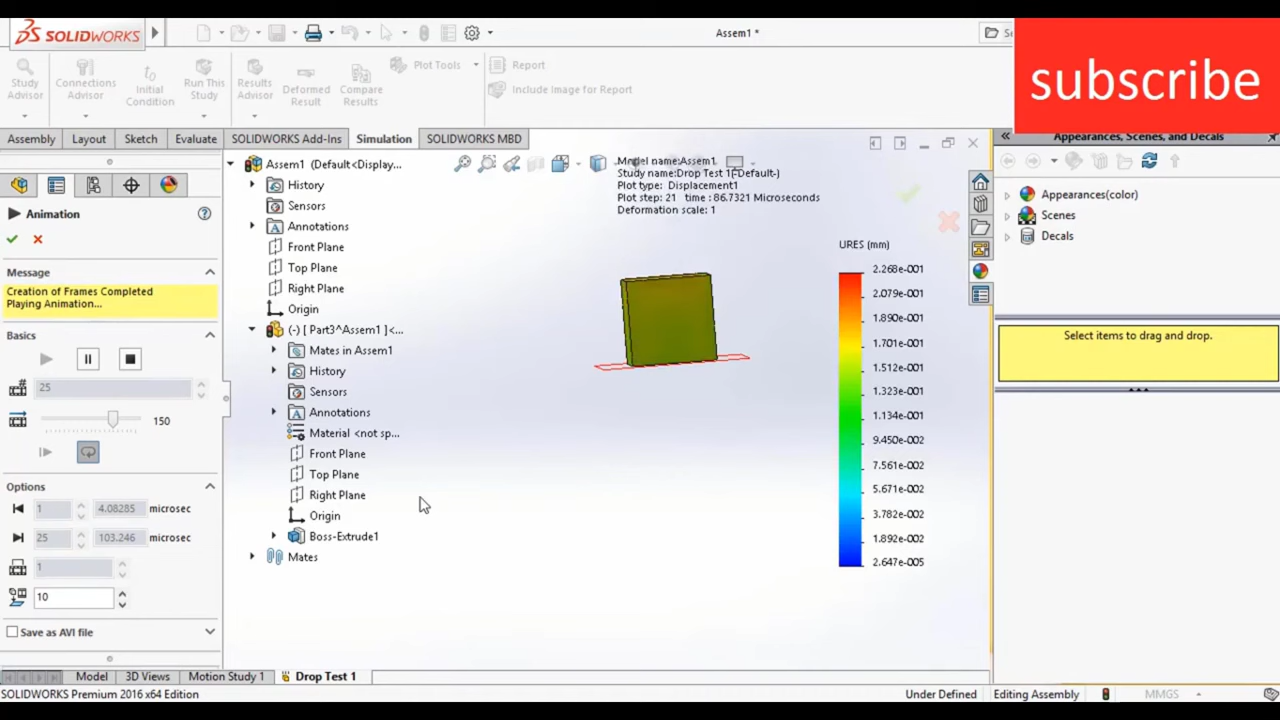 SOLIDWORKS
Assem1 *
subscribe
Study Advisor
Connections Advisor
Initial Condition
Run This Study
Results Advisor
Deformed Result
Compare Results
Plot Tools
Report
Include Image for Report
Assembly
Layout
Sketch
Evaluate
SOLIDWORKS Add-Ins
Simulation
SOLIDWORKS MBD
Appearances, Scenes, and Decals
Animation
Message
Creation of Frames Completed
Playing Animation...
Basics
25
150
Options
1 4.08285 microsec
25 103.246 microsec
1
10
Save as AVI file
Assem1 (Default<Display...
History
Sensors
Annotations
Front Plane
Top Plane
Right Plane
Origin
(-) [ Part3^Assem1 ]<...
Mates in Assem1
History
Sensors
Annotations
Material <not sp...
Front Plane
Top Plane
Right Plane
Origin
Boss-Extrude1
Mates
Model name:Assem1
Study name:Drop Test 1(-Default-)
Plot type: Displacement1
Plot step: 21 time : 86.7321 Microseconds
Deformation scale: 1
URES (mm)
2.268e-001
2.079e-001
1.890e-001
1.701e-001
1.512e-001
1.323e-001
1.134e-001
9.450e-002
7.561e-002
5.671e-002
3.782e-002
1.892e-002
2.647e-005
Appearances(color)
Scenes
Decals
Select items to drag and drop.
Model
3D Views
Motion Study 1
Drop Test 1
SOLIDWORKS Premium 2016 x64 Edition
Under Defined
Editing Assembly
MMGS